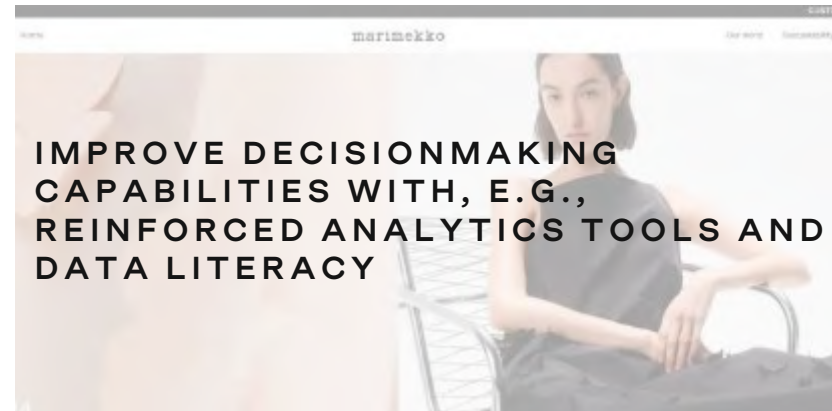 marimekko
IMPROVE DECISIONMAKING
CAPABILITIES WITH, E.G.,
REINFORCED ANALYTICS TOOLS AND
DATA LITERACY